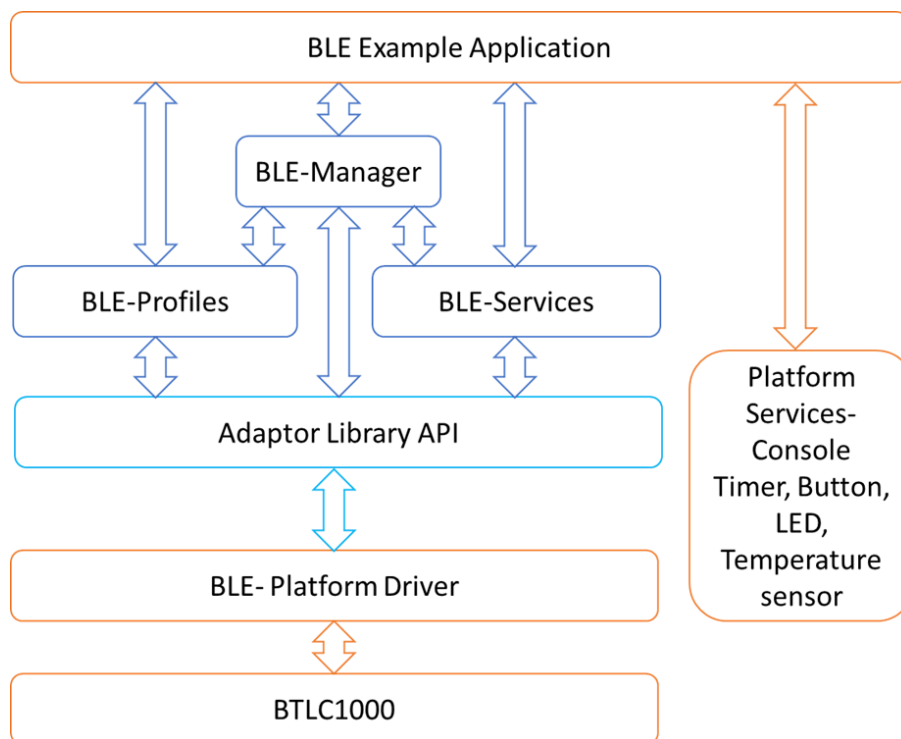 BLE Example Application
BLE-Manager
BLE-Profiles
BLE-Services
Adaptor Library API
BLE- Platform Driver
BTLC1000
Platform
Services-
Console
Timer, Button,
LED,
Temperature
sensor